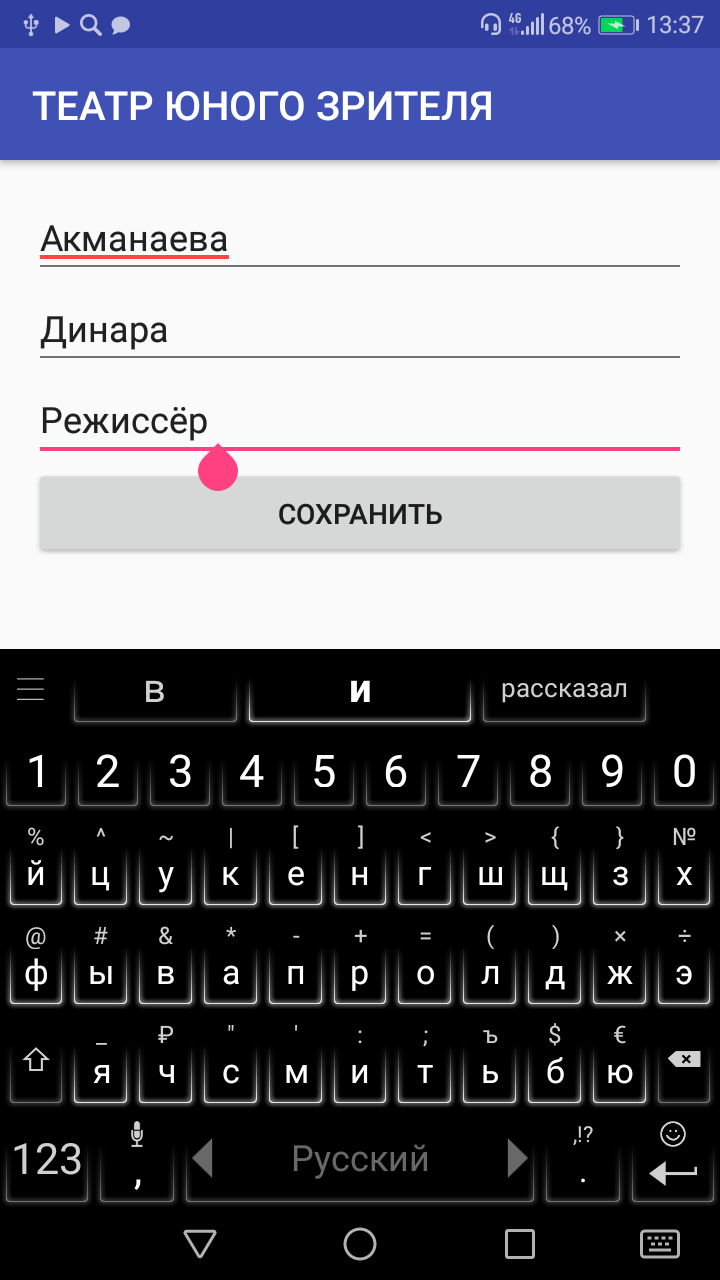 4G 68% 13:37
ТЕАТР ЮНОГО ЗРИТЕЛЯ
Акманаева
Динара
Режиссёр
СОХРАНИТЬ
в и рассказал
1 2 3 4 5 6 7 8 9 0
% ^ ~ | [ ] < > { } №
й ц у к е н г ш щ з х
@ # & * - + = ( ) × ÷
ф ы в а п р о л д ж э
_ ₽ " ' : ; ъ $ €
я ч с м и т ь б ю
,!?
123 , Русский .